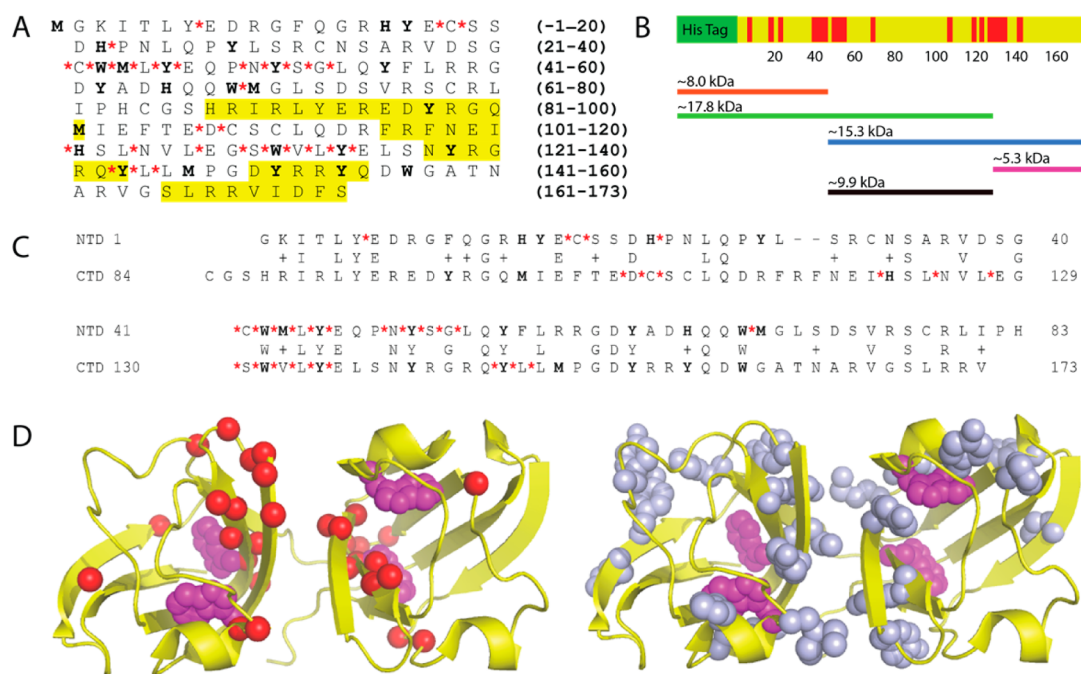 A
M G K I T L Y*E D R G F Q G R H Y E*C*S S (-1–20)
D H*P N L Q P Y L S R C N S A R V D S G (21-40)
*C*W*M*L*Y*E Q P*N*Y*S*G*L Q Y F L R R G (41-60)
D Y A D H Q Q W*M G L S D S V R S C R L (61-80)
I P H C G S H R I R L Y E R E D Y R G Q (81-100)
M I E F T E*D*C S C L Q D R F R F N E I (101-120)
*H S L*N V L*E G*S*W*V*L*Y*E L S N Y R G (121-140)
R Q*Y*L*L M P G D Y R R Y Q D W G A T N (141-160)
A R V G S L R R V I D F S (161-173)
B
His Tag
20 40 60 80 100 120 140 160
~8.0 kDa
~17.8 kDa
~15.3 kDa
~5.3 kDa
~9.9 kDa
C
NTD 1 G K I T L Y*E D R G F Q G R H Y E*C*S S D H*P N L Q P Y L - - S R C N S A R V D S G 40
+ I L Y E + + G + E + D L Q + + V + G
CTD 84 C G S H R I R L Y E R E D Y R G Q M I E F T E*D*C*S C L Q D R F R F N E I*H S L*N V L*E G 129
NTD 41 *C*W*M*L*Y*E Q P*N*Y*S*G*L Q Y F L R R G D Y A D H Q Q W*M G L S D S V R S C R L I P H 83
W + L Y E N Y G Q Y L G D Y + Q W + V S R +
CTD 130 *S*W*V*L*Y*E L S N Y R G R Q*Y*L*L M P G D Y R R Y Q D W G A T N A R V G S L R R V 173
D